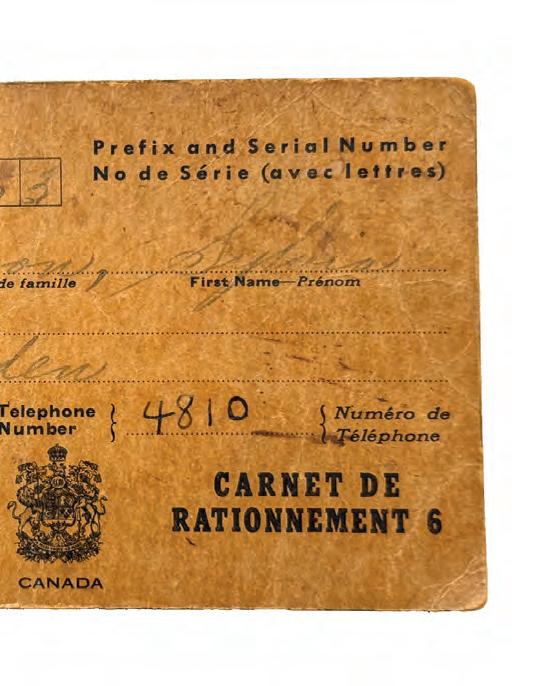 Prefix and Serial Number
No de Série (avec lettres)
3
de famille First Name—Prénom
Telephone Number 4810 Numéro de Téléphone
CARNET DE
RATIONNEMENT 6
CANADA